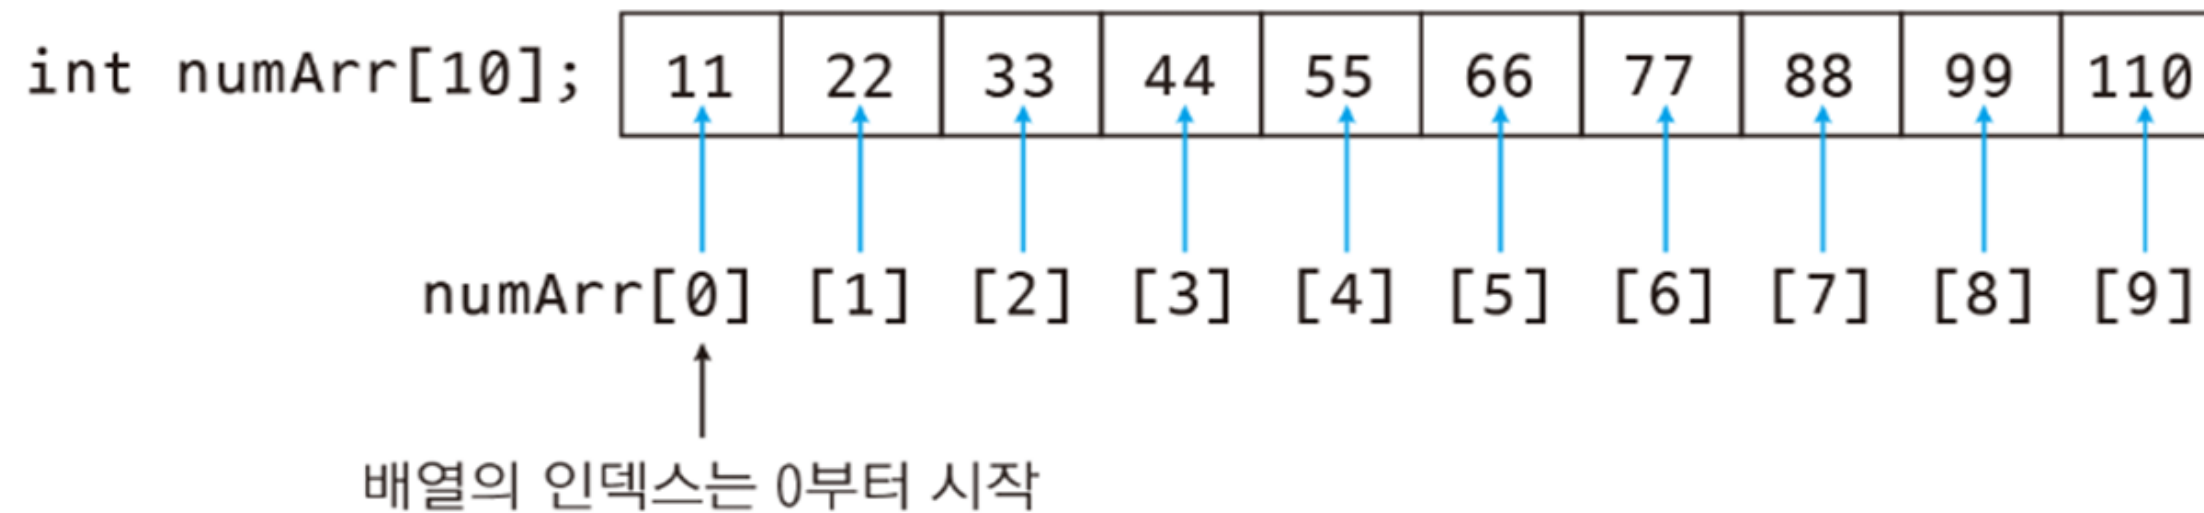 int numArr[10]; 11 22 33 44 55 66 77 88 99 110
numArr[0] [1] [2] [3] [4] [5] [6] [7] [8] [9]
배열의 인덱스는 0부터 시작